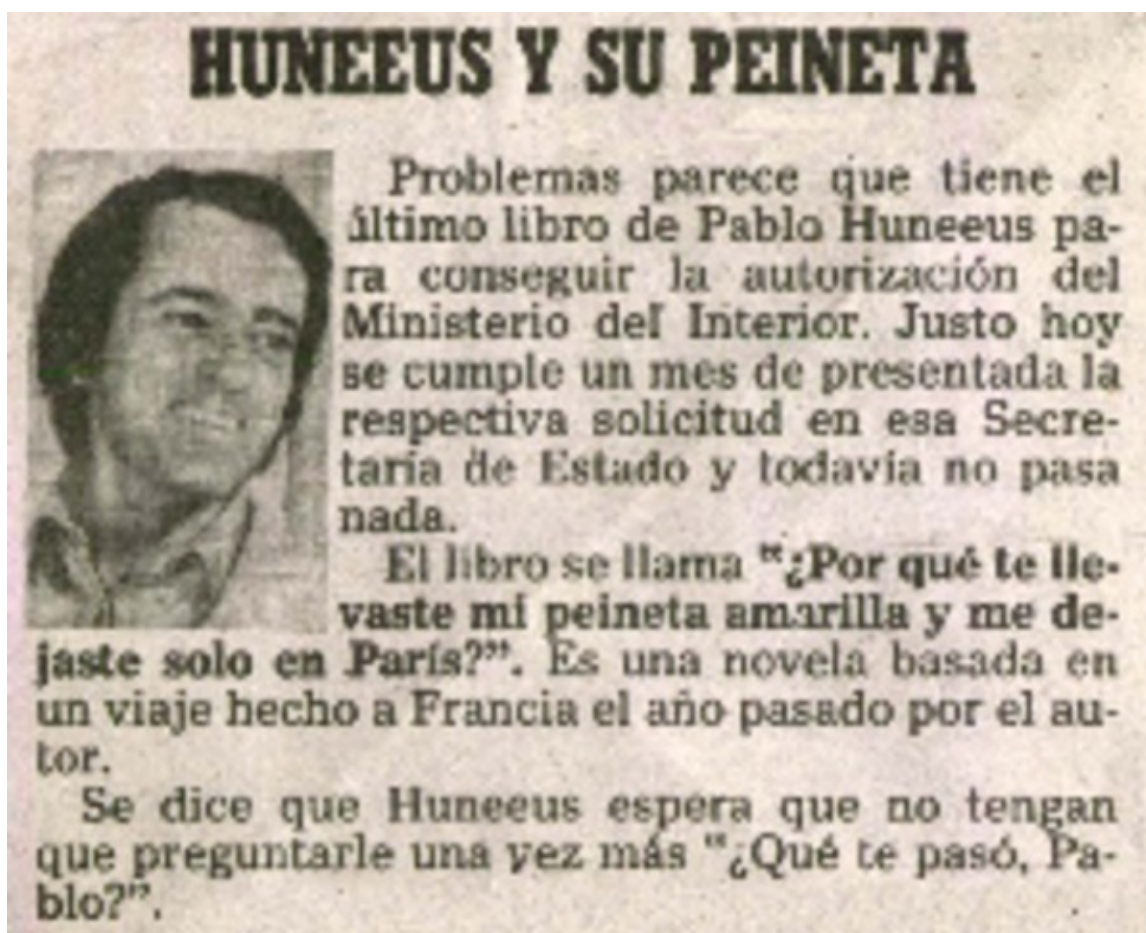 HUNEEUS Y SU PEINETA
Problemas parece que tiene el
último libro de Pablo Huneeus pa-
ra conseguir la autorización del
Ministerio del Interior. Justo hoy
se cumple un mes de presentada la
respectiva solicitud en esa Secre-
taría de Estado y todavía no pasa
nada.
El libro se llama "¿Por qué te lle-
vaste mi peineta amarilla y me de-
jaste solo en París?". Es una novela basada en
un viaje hecho a Francia el año pasado por el au-
tor.
Se dice que Huneeus espera que no tengan
que preguntarle una vez más "¿Qué te pasó, Pa-
blo?".